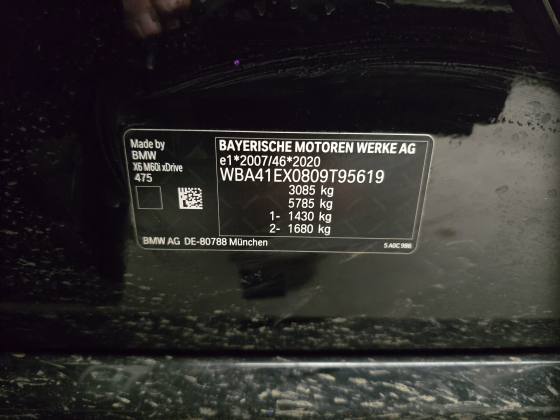 Made by
BMW
X6 M60i xDrive
475
BAYERISCHE MOTOREN WERKE AG
e1*2007/46*2020
WBA41EX0809T95619
3085 kg
5785 kg
1- 1430 kg
2- 1680 kg
BMW AG DE-80788 München
5 A0C 986